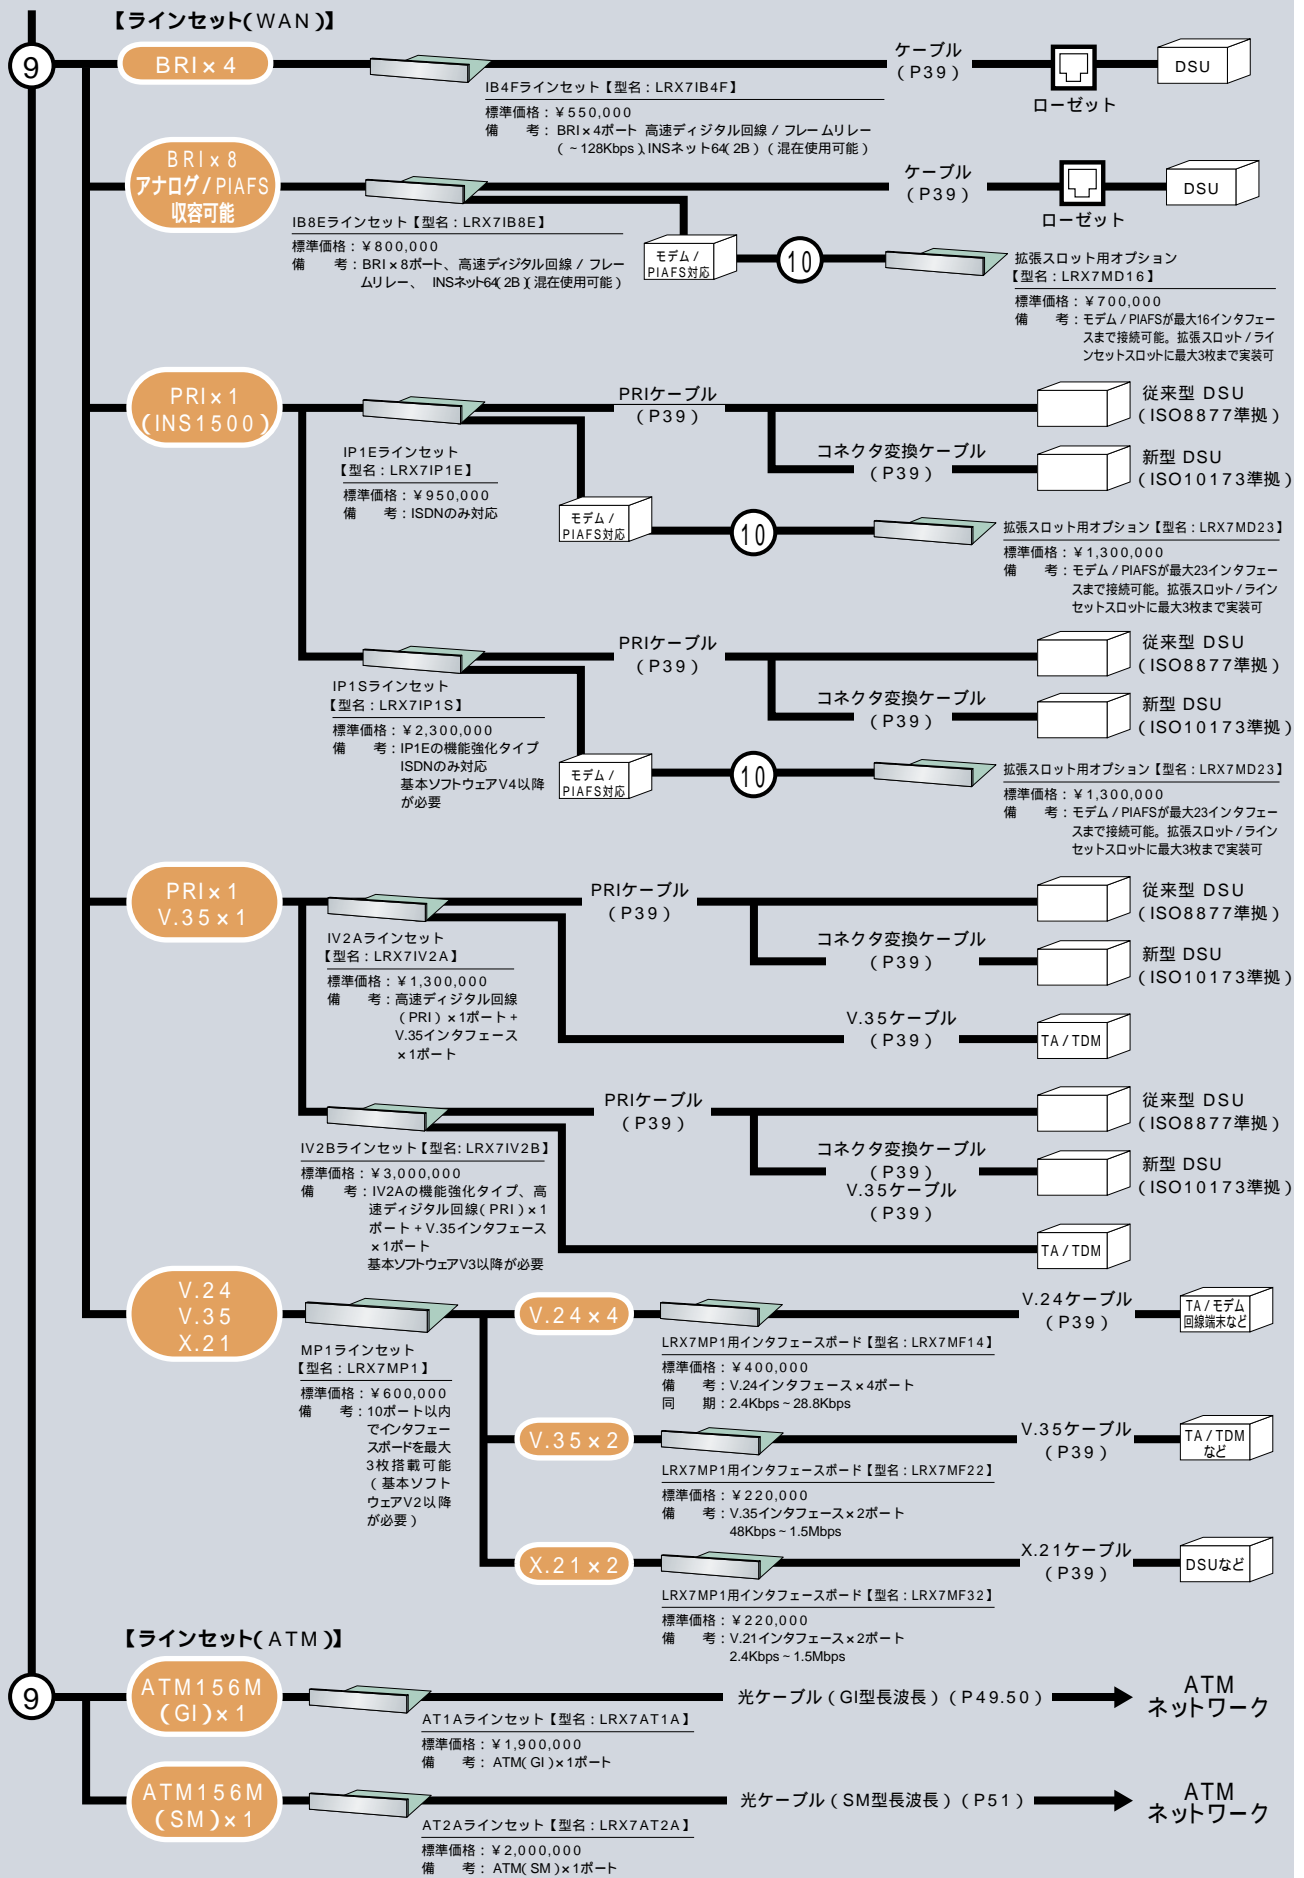 【ラインセット(WAN)】
9
BRI×4
IB4Fラインセット【型名：LRX7IB4F】
標準価格：￥550,000
備　考：BRI×4ポート 高速ディジタル回線／フレームリレー
（～128Kbps）、INSネット64(2B)（混在使用可能）
ケーブル
（P39）
ローゼット
DSU
BRI×8
アナログ/PIAFS
収容可能
IB8Eラインセット【型名：LRX7IB8E】
標準価格：￥800,000
備　考：BRI×8ポート、高速ディジタル回線／フレー
ムリレー、 INSネット64(2B)（混在使用可能）
ケーブル
（P39）
ローゼット
DSU
モデム／
PIAFS対応
10
拡張スロット用オプション
【型名：LRX7MD16】
標準価格：￥700,000
備　考：モデム／PIAFSが最大16インタフェー
スまで接続可能。拡張スロット／ライ
ンセットスロットに最大3枚まで実装可
PRI×1
(INS1500)
IP1Eラインセット
【型名：LRX7IP1E】
標準価格：￥950,000
備　考：ISDNのみ対応
PRIケーブル
（P39）
従来型 DSU
（ISO8877準拠）
コネクタ変換ケーブル
（P39）
新型 DSU
（ISO10173準拠）
モデム／
PIAFS対応
10
拡張スロット用オプション【型名：LRX7MD23】
標準価格：￥1,300,000
備　考：モデム／PIAFSが最大23インタフェー
スまで接続可能。拡張スロット／ライン
セットスロットに最大3枚まで実装可
IP1Sラインセット
【型名：LRX7IP1S】
標準価格：￥2,300,000
備　考：IP1Eの機能強化タイプ
ISDNのみ対応
基本ソフトウェアV4以降
が必要
PRIケーブル
（P39）
従来型 DSU
（ISO8877準拠）
コネクタ変換ケーブル
（P39）
新型 DSU
（ISO10173準拠）
モデム／
PIAFS対応
10
拡張スロット用オプション【型名：LRX7MD23】
標準価格：￥1,300,000
備　考：モデム／PIAFSが最大23インタフェー
スまで接続可能。拡張スロット／ライン
セットスロットに最大3枚まで実装可
PRI×1
V.35×1
IV2Aラインセット
【型名：LRX7IV2A】
標準価格：￥1,300,000
備　考：高速ディジタル回線
（PRI）×1ポート＋
V.35インタフェース
×1ポート
PRIケーブル
（P39）
従来型 DSU
（ISO8877準拠）
コネクタ変換ケーブル
（P39）
新型 DSU
（ISO10173準拠）
V.35ケーブル
（P39）
TA／TDM
IV2Bラインセット【型名:LRX7IV2B】
標準価格：￥3,000,000
備　考：IV2Aの機能強化タイプ、高
速ディジタル回線(PRI)×1
ポート＋V.35インタフェース
×1ポート
基本ソフトウェアV3以降が必要
PRIケーブル
（P39）
従来型 DSU
（ISO8877準拠）
コネクタ変換ケーブル
（P39）
新型 DSU
（ISO10173準拠）
V.35ケーブル
（P39）
TA／TDM
V.24
V.35
X.21
MP1ラインセット
【型名：LRX7MP1】
標準価格：￥600,000
備　考：10ポート以内
でインタフェー
スボードを最大
3枚搭載可能
（基本ソフト
ウェアV2以降
が必要）
V.24×4
LRX7MP1用インタフェースボード【型名：LRX7MF14】
標準価格：￥400,000
備　考：V.24インタフェース×4ポート
同　期：2.4Kbps～28.8Kbps
V.24ケーブル
（P39）
TA／モデム
回線端末など
V.35×2
LRX7MP1用インタフェースボード【型名：LRX7MF22】
標準価格：￥220,000
備　考：V.35インタフェース×2ポート
48Kbps～1.5Mbps
V.35ケーブル
（P39）
TA／TDM
など
X.21×2
LRX7MP1用インタフェースボード【型名：LRX7MF32】
標準価格：￥220,000
備　考：V.21インタフェース×2ポート
2.4Kbps～1.5Mbps
X.21ケーブル
（P39）
DSUなど
【ラインセット(ATM)】
9
ATM156M
(GI)×1
AT1Aラインセット【型名：LRX7AT1A】
標準価格：￥1,900,000
備　考：ATM(GI)×1ポート
光ケーブル（GI型長波長）（P49.50）
ATM
ネットワーク
ATM156M
(SM)×1
AT2Aラインセット【型名：LRX7AT2A】
標準価格：￥2,000,000
備　考：ATM(SM)×1ポート
光ケーブル（SM型長波長）（P51）
ATM
ネットワーク